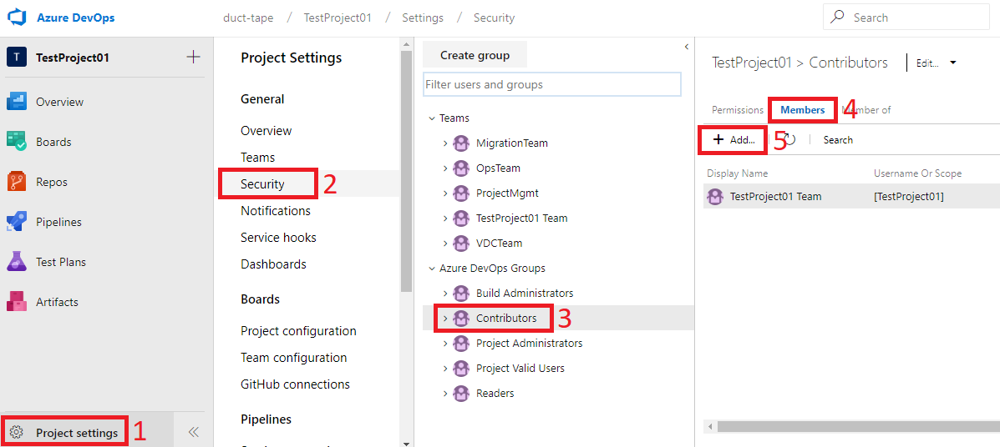 Azure DevOps
duct-tape / TestProject01 / Settings / Security
Search
T TestProject01
Overview
Boards
Repos
Pipelines
Test Plans
Artifacts
Project settings 1
Project Settings
General
Overview
Teams
Security 2
Notifications
Service hooks
Dashboards
Boards
Project configuration
Team configuration
GitHub connections
Pipelines
Create group
Filter users and groups
Teams
MigrationTeam
OpsTeam
ProjectMgmt
TestProject01 Team
VDCTeam
Azure DevOps Groups
Build Administrators
Contributors 3
Project Administrators
Project Valid Users
Readers
TestProject01 > Contributors
Edit...
Permissions Members 4 Member of
+ Add... 5 Search
Display Name Username Or Scope
TestProject01 Team [TestProject01]